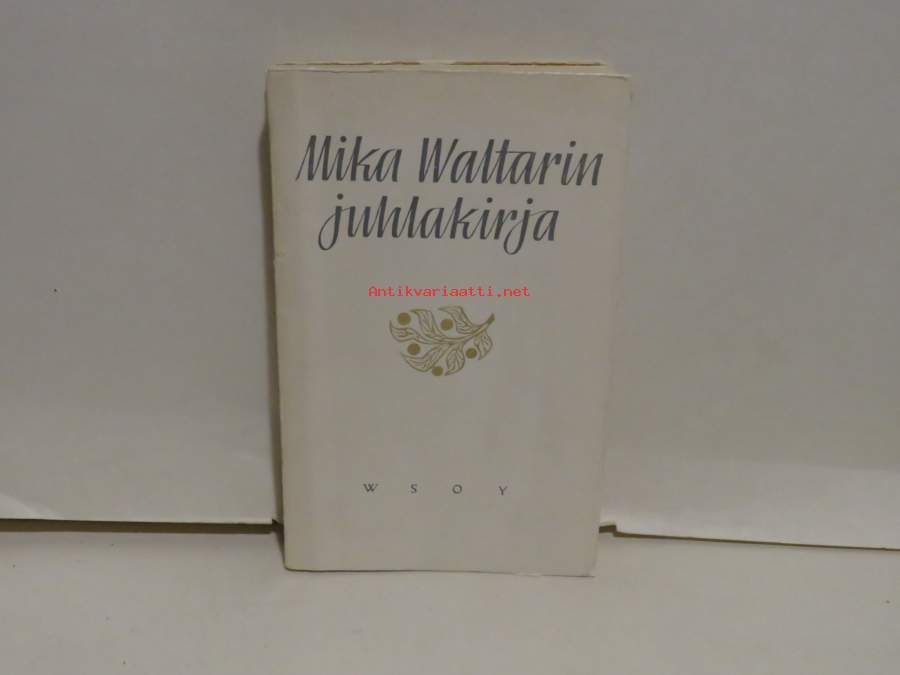 Mika Waltarin
juhlakirja
Antikvariaatti.net
W S O Y